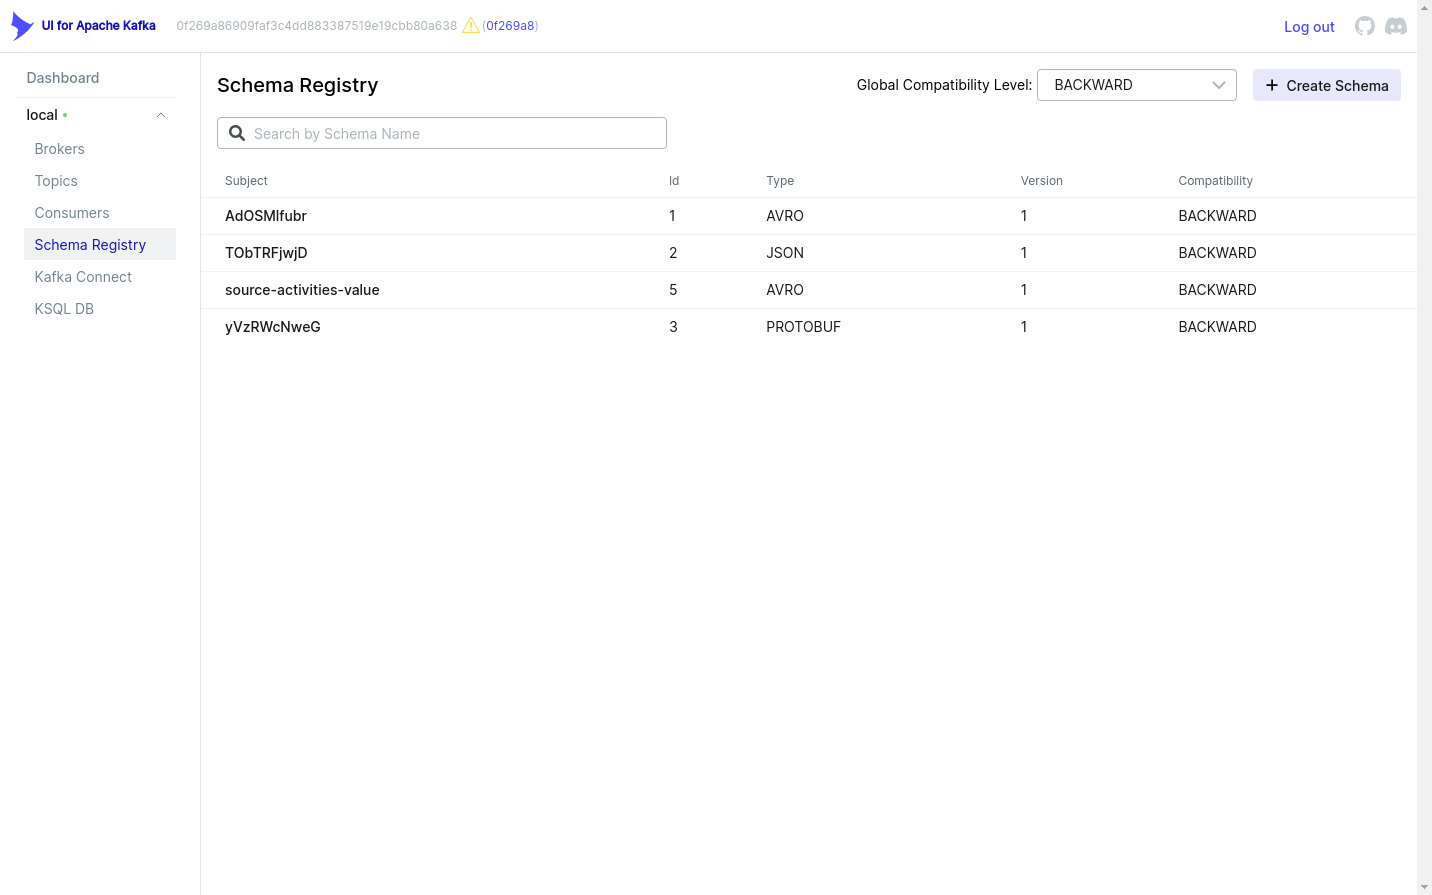 UI for Apache Kafka 0f269a86909faf3c4dd883387519e19cbb80a638 (0f269a8) Log out
Dashboard
local
Brokers
Topics
Consumers
Schema Registry
Kafka Connect
KSQL DB
Schema Registry Global Compatibility Level: BACKWARD + Create Schema
Search by Schema Name
Subject Id Type Version Compatibility
AdOSMlfubr 1 AVRO 1 BACKWARD
TObTRFjwjD 2 JSON 1 BACKWARD
source-activities-value 5 AVRO 1 BACKWARD
yVzRWcNweG 3 PROTOBUF 1 BACKWARD